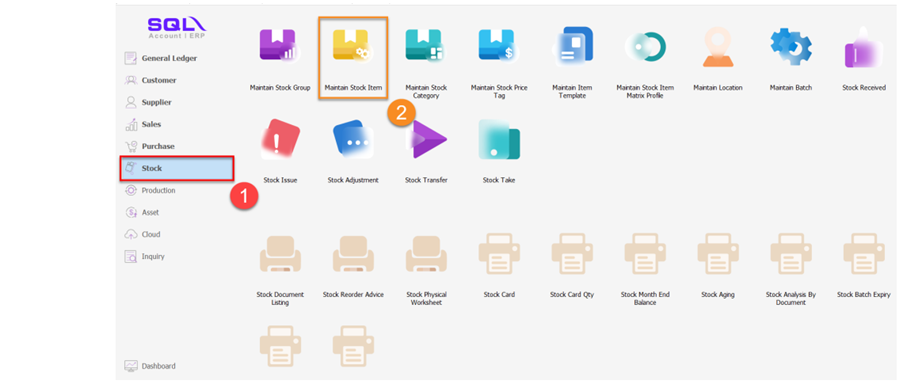 SQL
Account | ERP
General Ledger
Customer
Supplier
Sales
Purchase
Stock
1
Production
Asset
Cloud
Inquiry
Dashboard
Maintain Stock Group
Maintain Stock Item
2
Maintain Stock
Category
Maintain Stock Price
Tag
Maintain Item
Template
Maintain Stock Item
Matrix Profile
Maintain Location
Maintain Batch
Stock Received
Stock Issue
Stock Adjustment
Stock Transfer
Stock Take
Stock Document
Listing
Stock Reorder Advice
Stock Physical
Worksheet
Stock Card
Stock Card Qty
Stock Month End
Balance
Stock Aging
Stock Analysis By
Document
Stock Batch Expiry